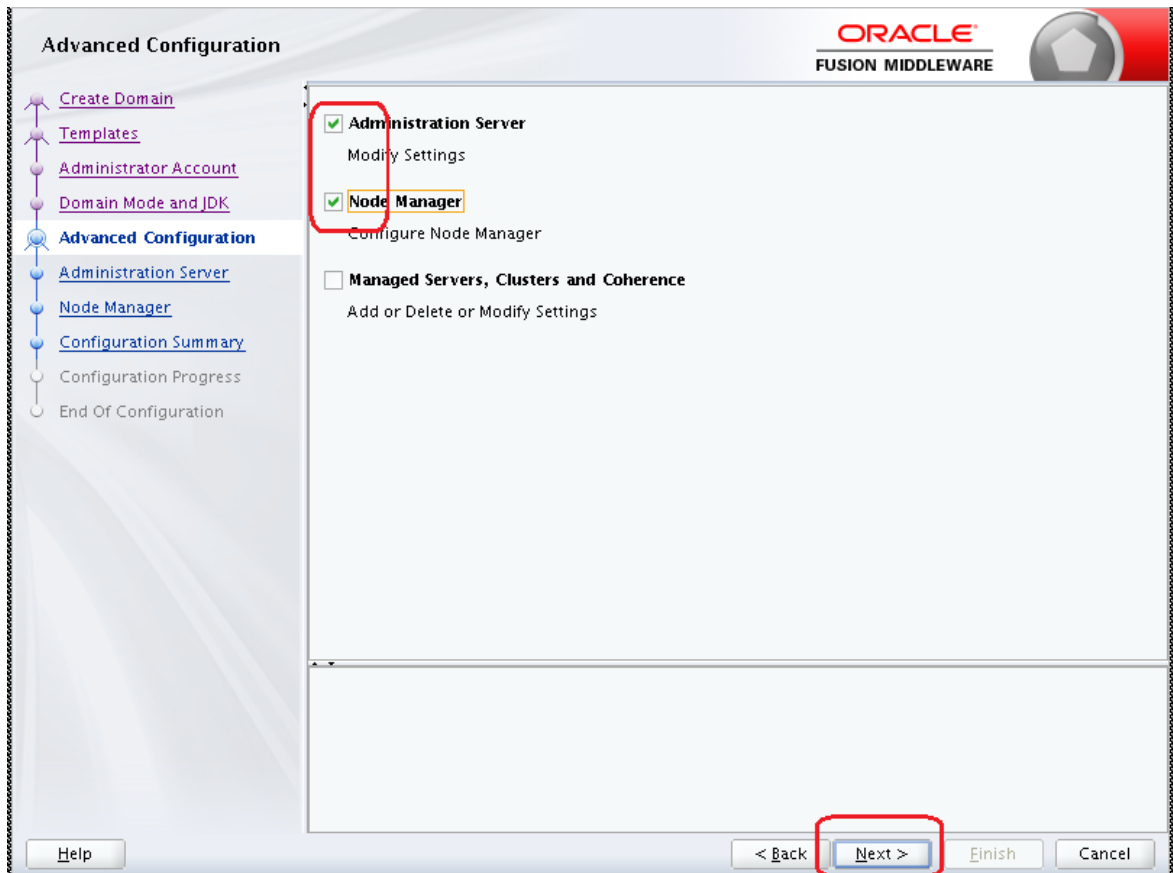 Advanced Configuration
ORACLE
FUSION MIDDLEWARE
Create Domain
Templates
Administrator Account
Domain Mode and JDK
Advanced Configuration
Administration Server
Node Manager
Configuration Summary
Configuration Progress
End Of Configuration
Administration Server
Modify Settings
Node Manager
Configure Node Manager
Managed Servers, Clusters and Coherence
Add or Delete or Modify Settings
Help
< Back
Next >
Finish
Cancel